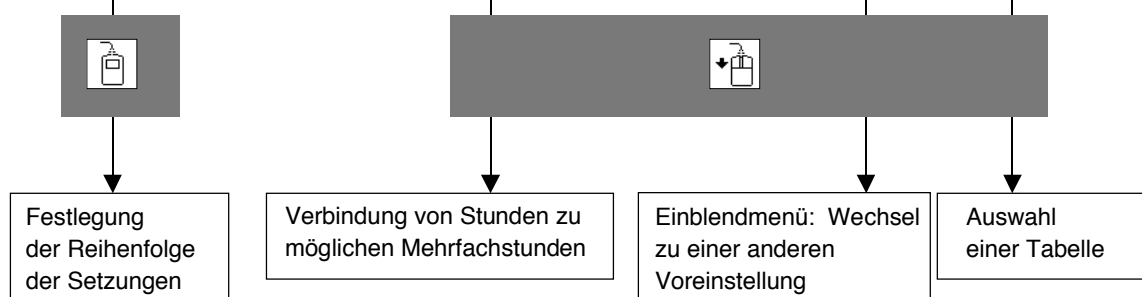 Festlegung
der Reihenfolge
der Setzungen
Verbindung von Stunden zu
möglichen Mehrfachstunden
Einblendmenü: Wechsel
zu einer anderen
Voreinstellung
Auswahl
einer Tabelle